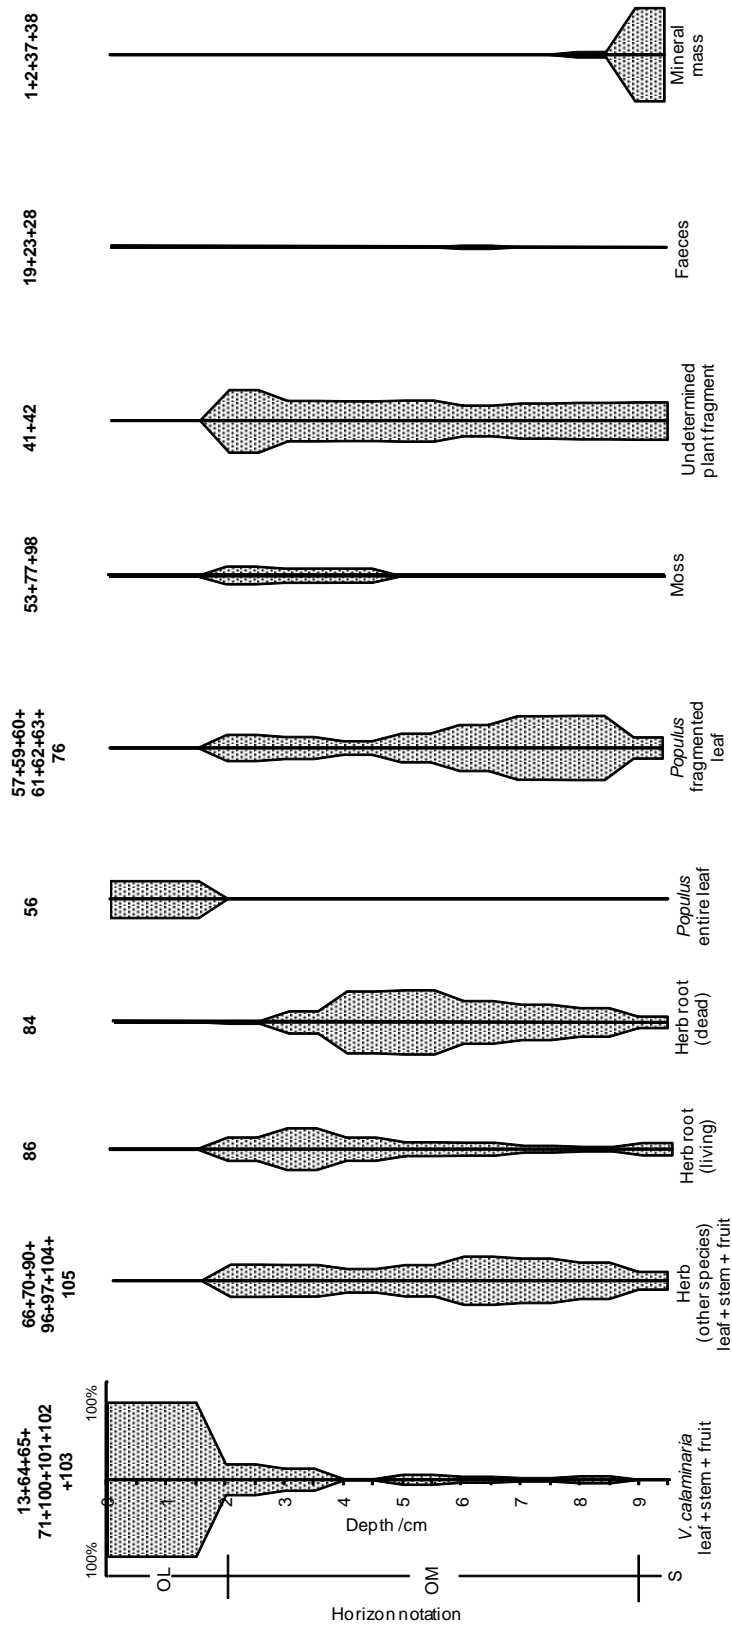 1+2+37+38
Mineral
mass
19+23+28
Faeces
41+42
Undetermined
plant fragment
53+77+98
Moss
57+59+60+
61+62+63+
76
Populus
fragmented
leaf
56
Populus
entire leaf
84
Herb root
(dead)
86
Herb root
(living)
66+70+90+
96+97+104+
105
Herb
(other species)
leaf + stem + fruit
13+64+65+
71+100+101+102
+103
100%
100%
0
1
2
3
4
5
6
7
8
9
Depth /cm
V. calaminaria
leaf + stem + fruit
OL
OM
S
Horizon notation